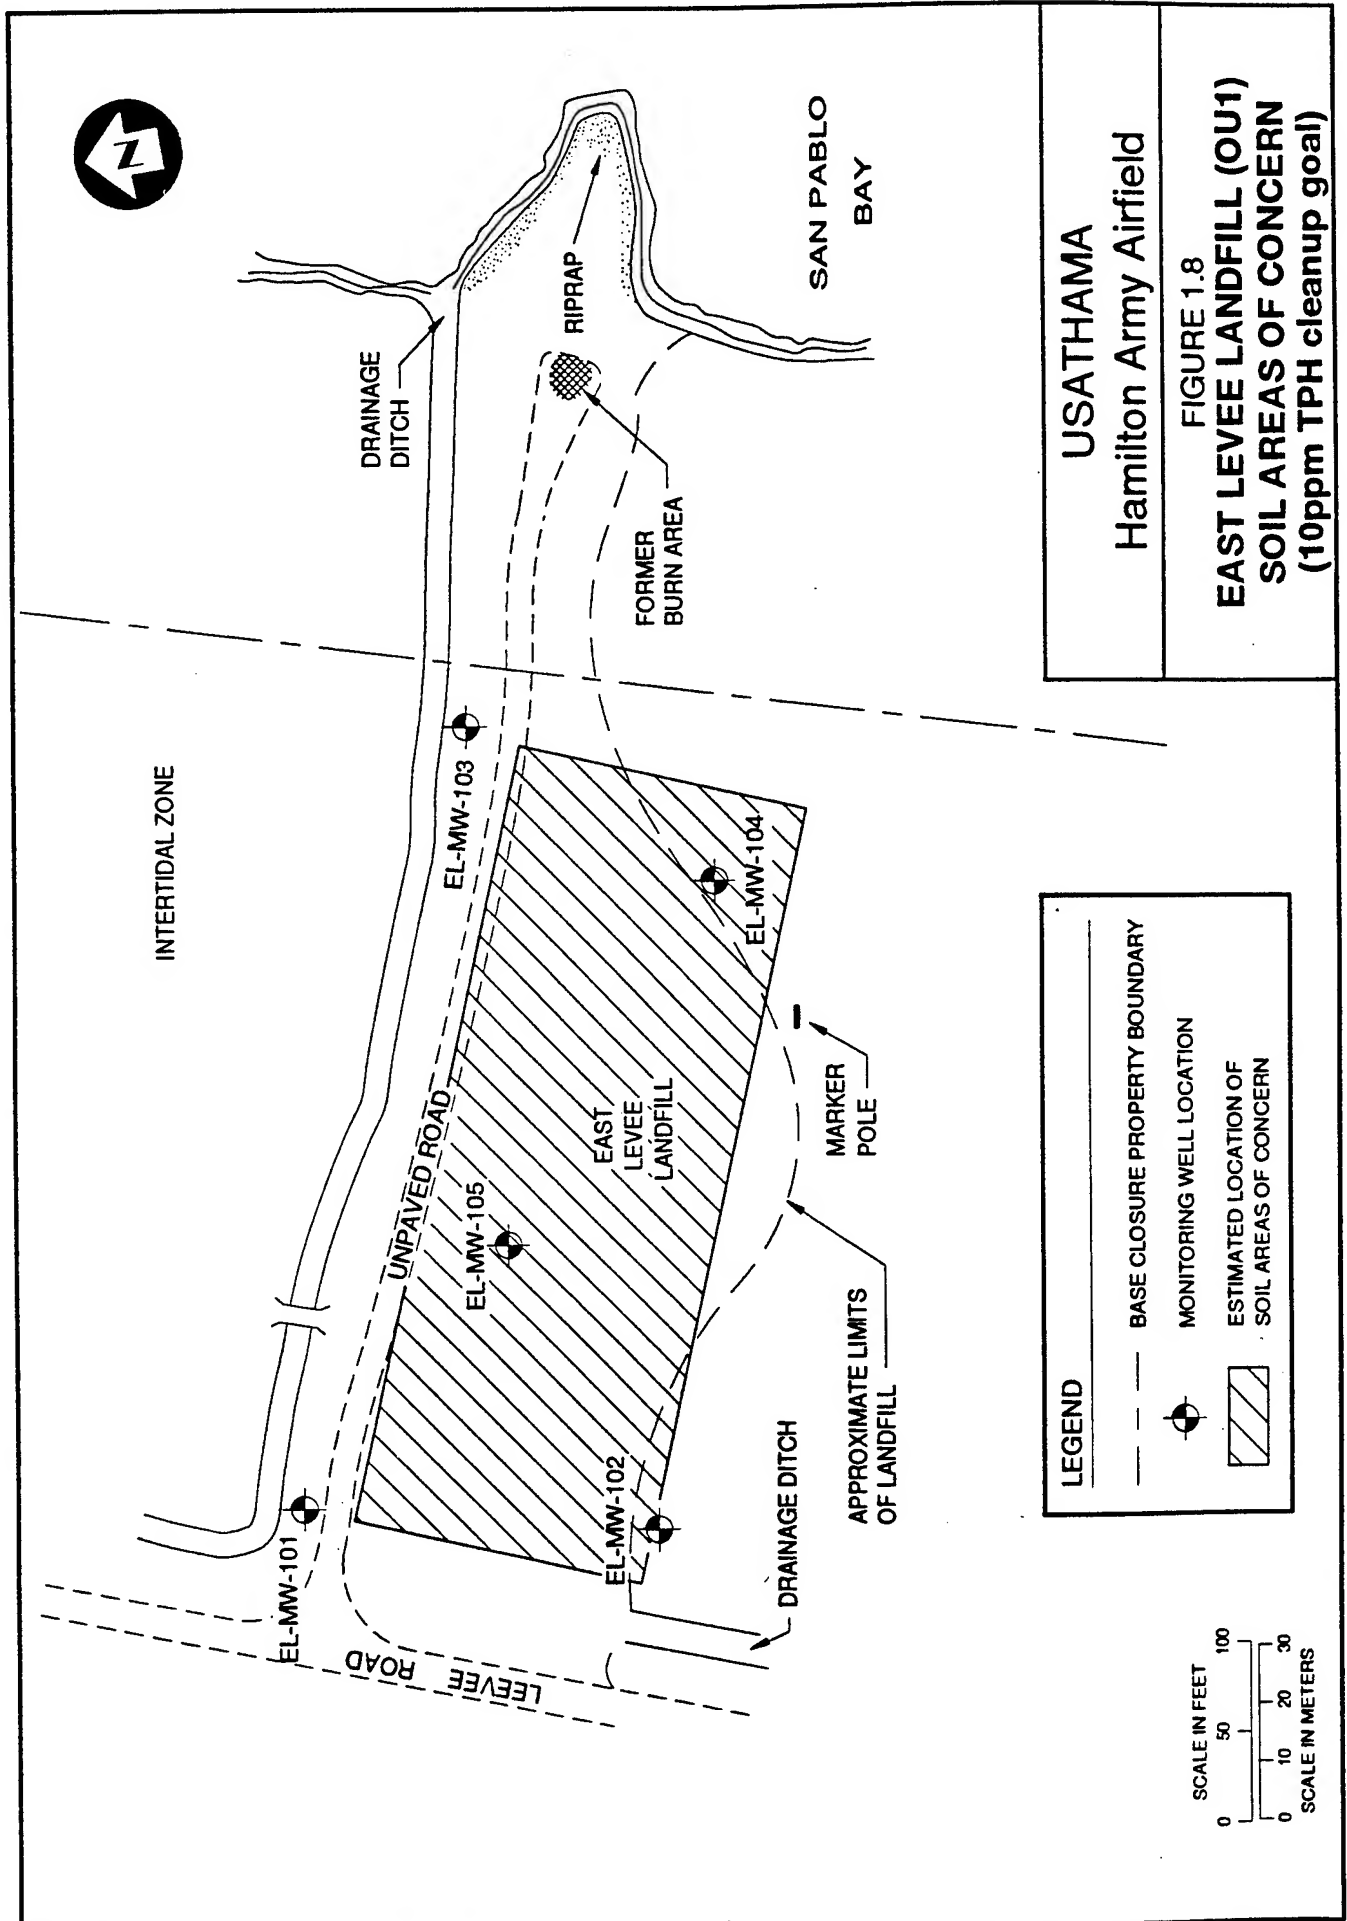 N
INTERTIDAL ZONE
DRAINAGE
DITCH
RIPRAP
SAN PABLO
BAY
FORMER
BURN AREA
EL-MW-103
EL-MW-104
UNPAVED ROAD
EL-MW-105
EAST
LEVEE
LANDFILL
MARKER
POLE
EL-MW-101
EL-MW-102
LEEVEE ROAD
DRAINAGE DITCH
APPROXIMATE LIMITS
OF LANDFILL
SCALE IN FEET
0 50 100
0 10 20 30
SCALE IN METERS
LEGEND
BASE CLOSURE PROPERTY BOUNDARY
MONITORING WELL LOCATION
ESTIMATED LOCATION OF
SOIL AREAS OF CONCERN
USATHAMA
Hamilton Army Airfield
FIGURE 1.8
EAST LEVEE LANDFILL (OU1)
SOIL AREAS OF CONCERN
(10ppm TPH cleanup goal)